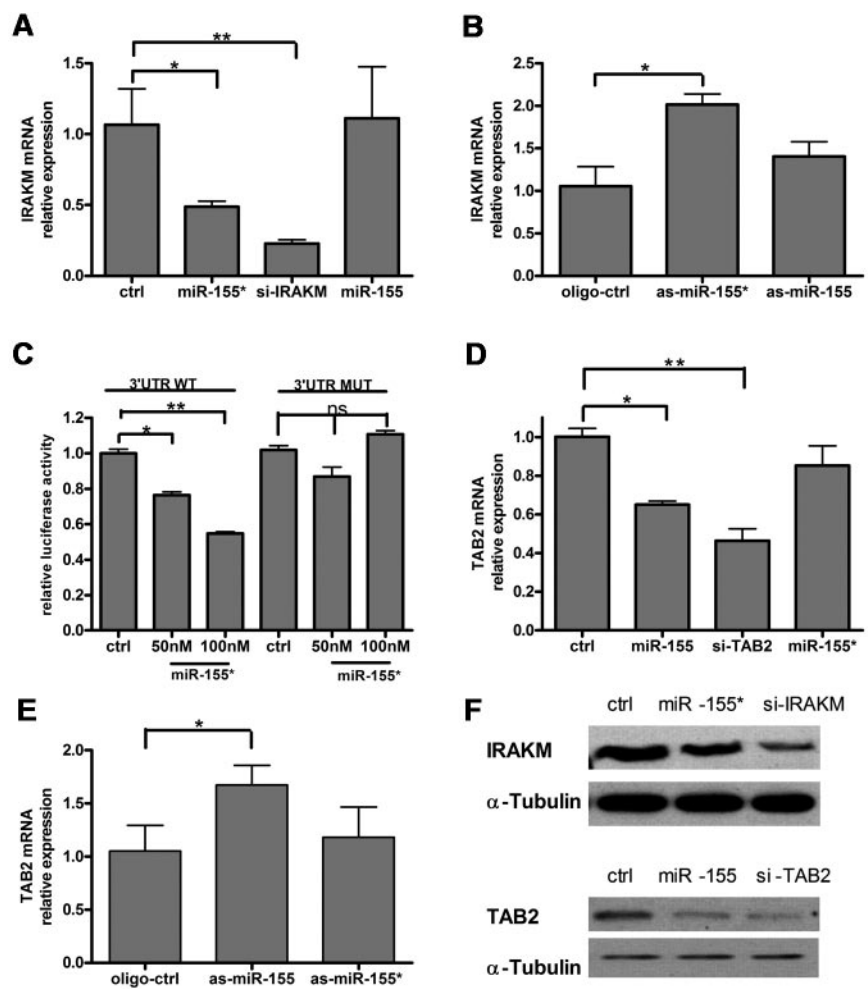 A
**
*
IRAKM mRNA
relative expression
1.5
1.0
0.5
0.0
ctrl miR-155* si-IRAKM miR-155
B
*
IRAKM mRNA
relative expression
2.5
2.0
1.5
1.0
0.5
0.0
oligo-ctrl as-miR-155* as-miR-155
C
3'UTR WT 3'UTR MUT
**
*
ns
relative luciferase activity
1.2
1.0
0.8
0.6
0.4
0.2
0.0
ctrl 50nM 100nM ctrl 50nM 100nM
miR-155* miR-155*
D
**
*
TAB2 mRNA
relative expression
1.0
0.8
0.6
0.4
0.2
0.0
ctrl miR-155 si-TAB2 miR-155*
E
*
TAB2 mRNA
relative expression
2.0
1.5
1.0
0.5
0.0
oligo-ctrl as-miR-155 as-miR-155*
F
ctrl miR -155* si-IRAKM
IRAKM
α-Tubulin
ctrl miR -155 si -TAB2
TAB2
α-Tubulin